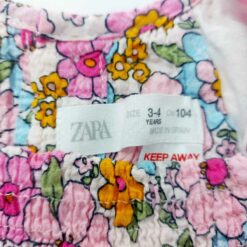 ZARA
SIZE 3-4 CM 104
YEARS
MADE IN SPAIN
KEEP AWAY